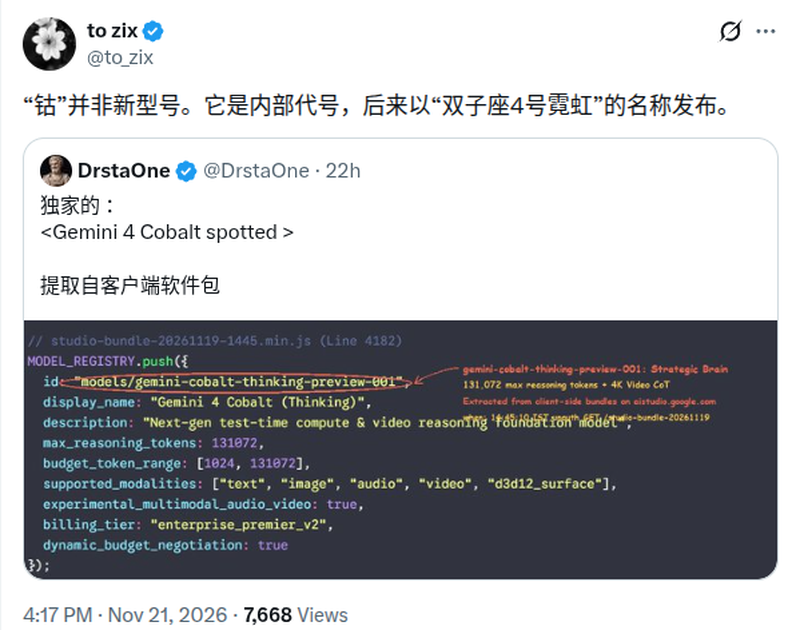 to zix
@to_zix
“钴”并非新型号。它是内部代号，后来以“双子座4号霓虹”的名称发布。
DrstaOne @DrstaOne · 22h
独家的：
<Gemini 4 Cobalt spotted >
提取自客户端软件包
// studio-bundle-20261119-1445.min.js (Line 4182)
MODEL_REGISTRY.push({
id: "models/gemini-cobalt-thinking-preview-001",
display_name: "Gemini 4 Cobalt (Thinking)",
description: "Next-gen test-time compute & video reasoning foundation model",
max_reasoning_tokens: 131072,
budget_token_range: [1024, 131072],
supported_modalities: ["text", "image", "audio", "video", "d3d12_surface"],
experimental_multimodal_audio_video: true,
billing_tier: "enterprise_premier_v2",
dynamic_budget_negotiation: true
});
gemini-cobalt-thinking-preview-001: Strategic Brain
131,072 max reasoning tokens + 4K Video CoT
Extracted from client-side bundles on aistudio.google.com
/studio-bundle-20261119
4:17 PM · Nov 21, 2026 · 7,668 Views